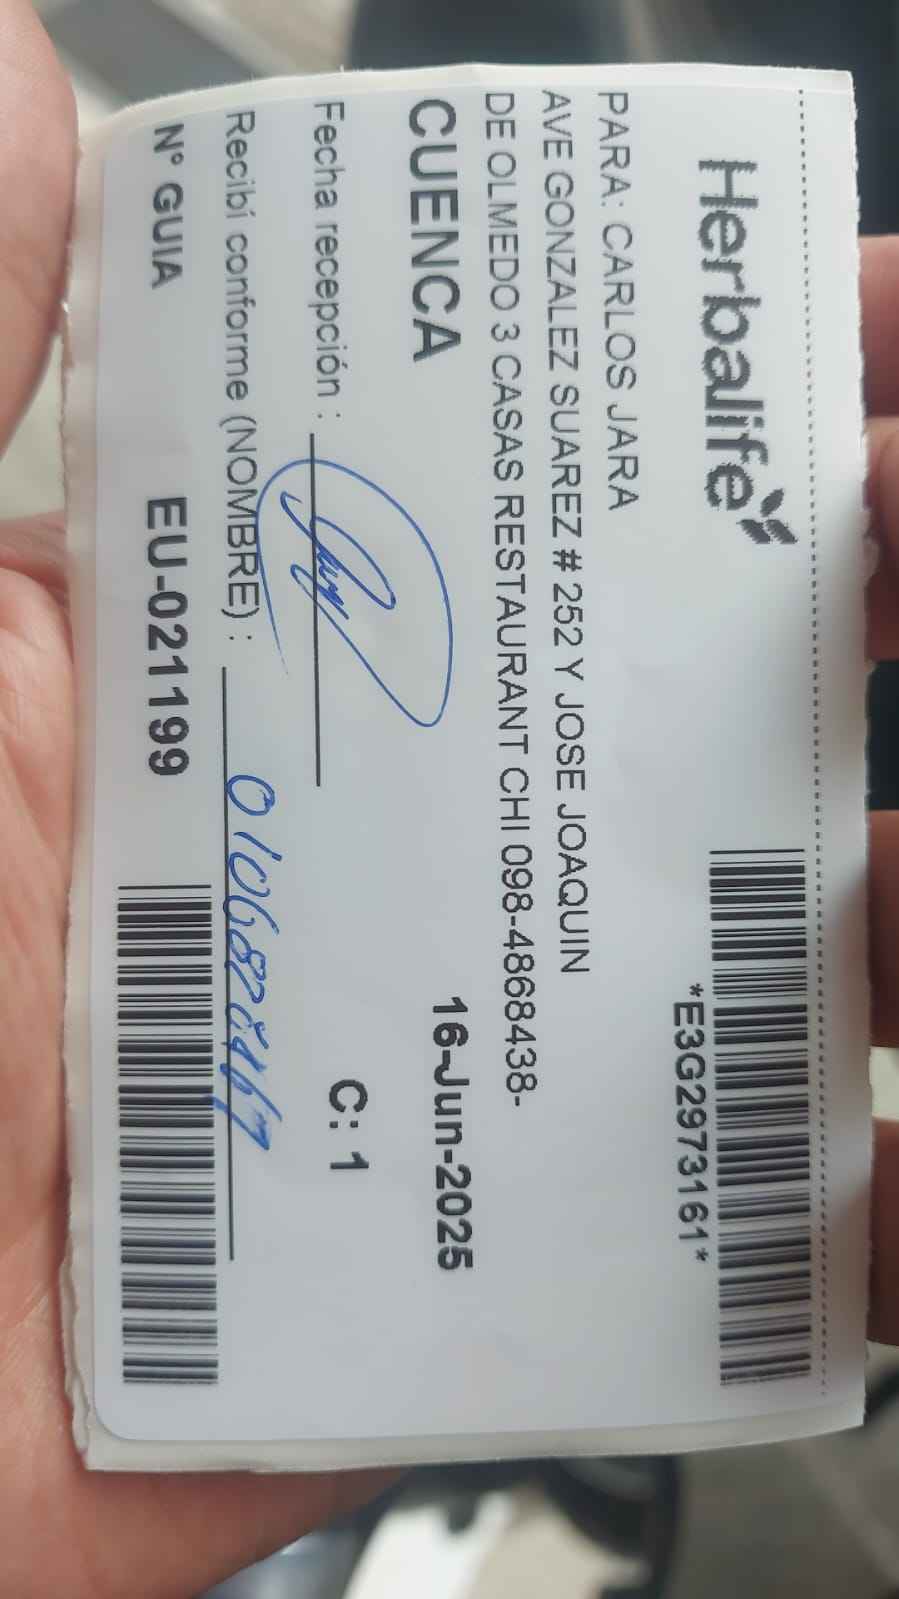 Herbalife
*E3G2973161*
PARA: CARLOS JARA
AVE GONZALEZ SUAREZ # 252 Y JOSE JOAQUIN
DE OLMEDO 3 CASAS RESTAURANT CHI 098-4868438-
CUENCA 16-Jun-2025
Fecha recepción : C: 1
Recibí conforme (NOMBRE) :
N° GUIA EU-021199